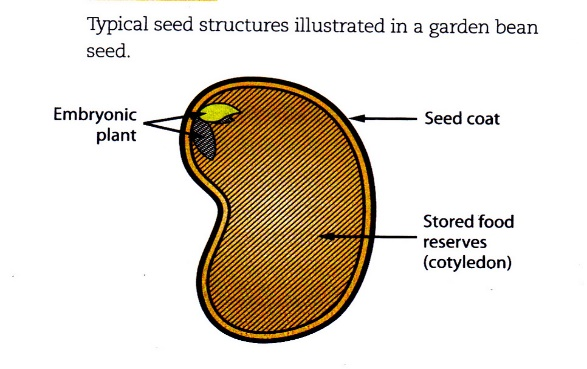 Typical seed structures illustrated in a garden bean
seed.
Embryonic
plant
Seed coat
Stored food
reserves
(cotyledon)